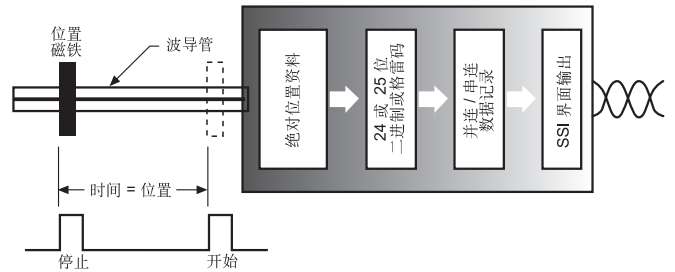 位置
磁铁
波导管
绝对位置资料
24 或 25 位
二进制或格雷码
并连 / 串连
数据记录
SSI 界面输出
时间 = 位置
停止
开始